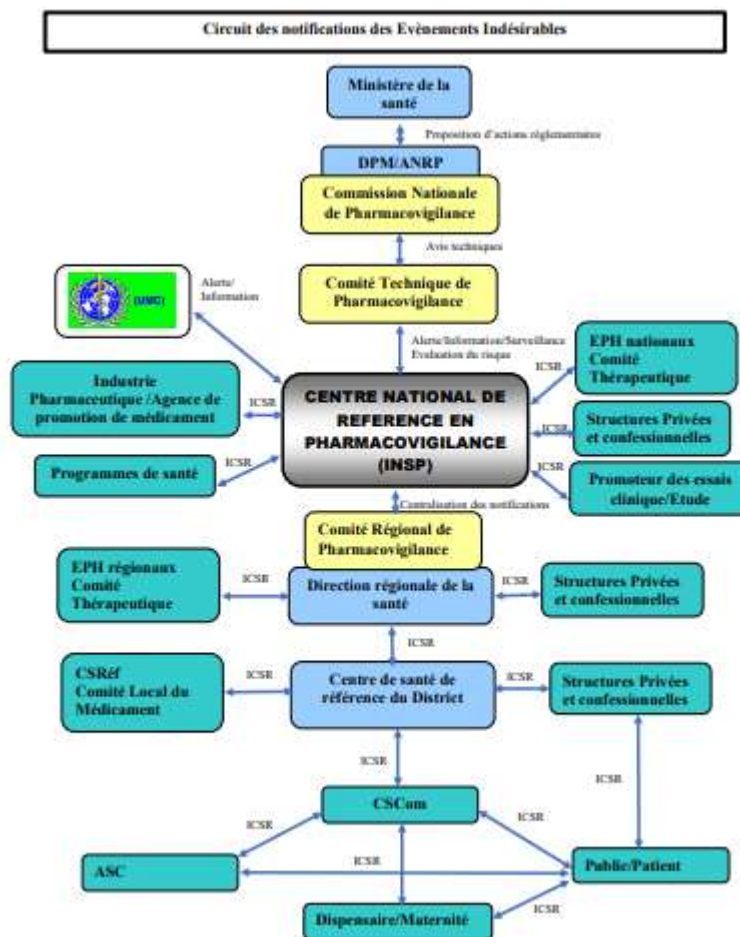 Circuit des notifications des Evènements Indésirables
Ministère de la
santé
Proposition d'actions réglementaires
DPM/ANRP
Commission Nationale
de Pharmacovigilance
Avis techniques
Comité Technique de
Pharmacovigilance
(UMC)
Alerte/
Information
Alerte/Information/Surveillance
Evaluation du risque
EPH nationaux
Comité
Thérapeutique
ICSR
Industrie
Pharmaceutique /Agence de
promotion de médicament
ICSR
CENTRE NATIONAL DE
REFERENCE EN
PHARMACOVIGILANCE
(INSP)
ICSR
Structures Privées
et confessionnelles
Programmes de santé
ICSR
ICSR
Promoteur des essais
clinique/Etude
Centralisation des notifications
Comité Régional de
Pharmacovigilance
EPH régionaux
Comité
Thérapeutique
ICSR
Direction régionale de la
santé
ICSR
Structures Privées
et confessionnelles
ICSR
CSRéf
Comité Local du
Médicament
ICSR
Centre de santé de
référence du District
ICSR
Structures Privées
et confessionnelles
ICSR
ICSR
CSCom
ICSR
ICSR
ASC
ICSR
Public/Patient
Dispensaire/Maternité
ICSR